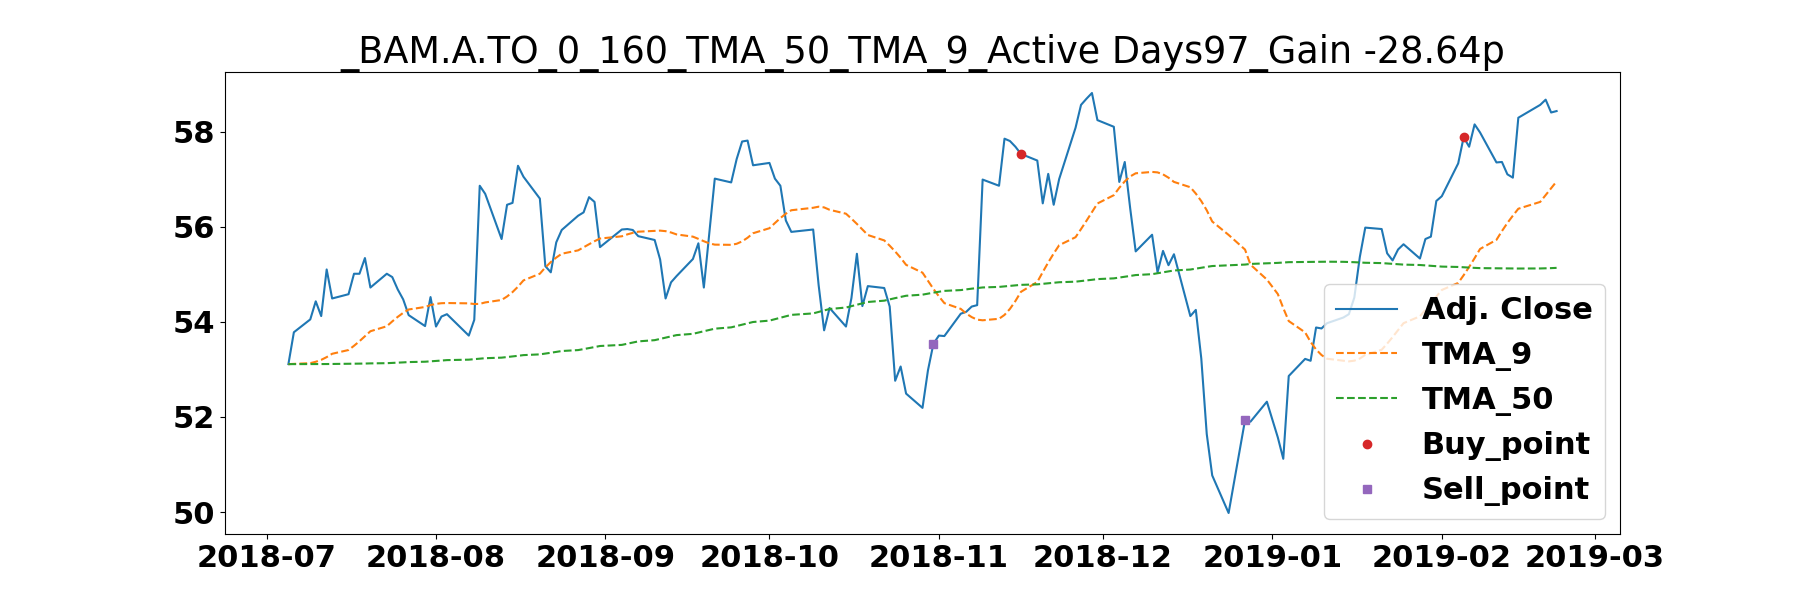 _BAM.A.TO_0_160_TMA_50_TMA_9_Active Days97_Gain -28.64p
58
56
54
52
50
Adj. Close
TMA_9
TMA_50
Buy_point
Sell_point
2018-07 2018-08 2018-09 2018-10 2018-11 2018-12 2019-01 2019-02 2019-03